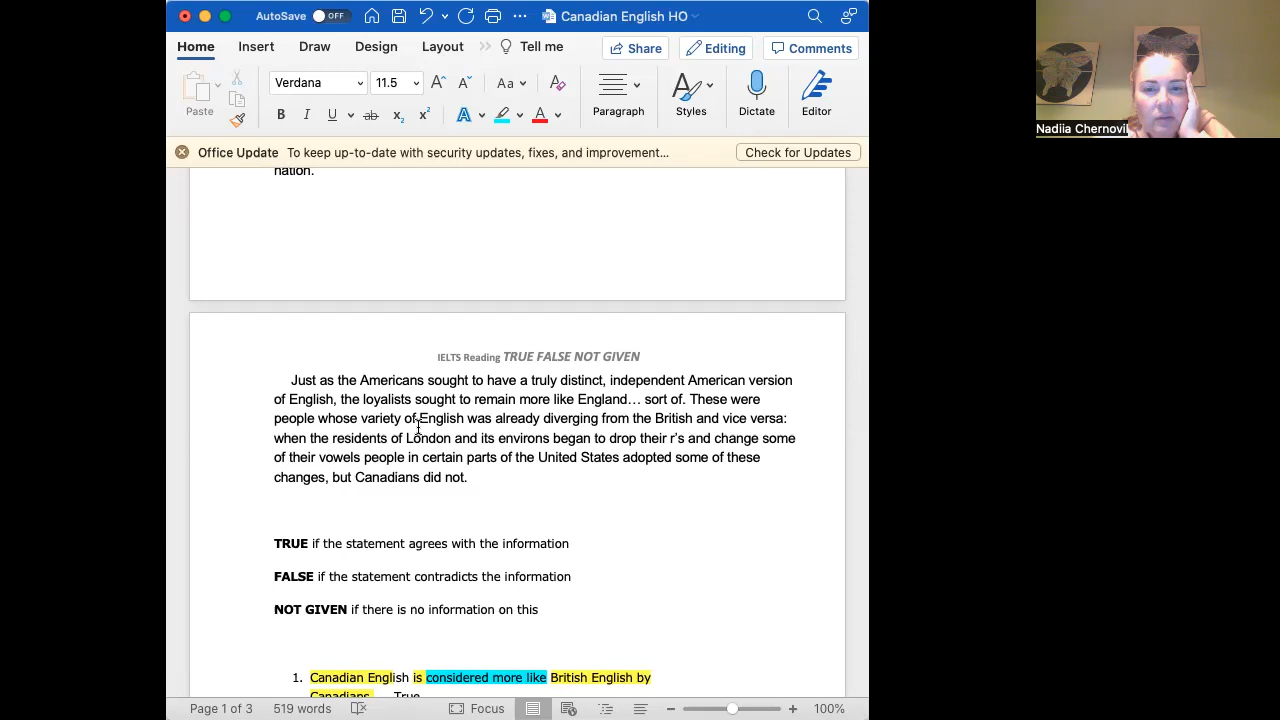 AutoSave OFF ... Canadian English HO
Home Insert Draw Design Layout Tell me Share Editing Comments
Paste Verdana 11.5 Aa Paragraph Styles Dictate Editor
B I U ab x₂ x² A A
Office Update To keep up-to-date with security updates, fixes, and improvement... Check for Updates
nation.
IELTS Reading TRUE FALSE NOT GIVEN
Just as the Americans sought to have a truly distinct, independent American version
of English, the loyalists sought to remain more like England… sort of. These were
people whose variety of English was already diverging from the British and vice versa:
when the residents of London and its environs began to drop their r's and change some
of their vowels people in certain parts of the United States adopted some of these
changes, but Canadians did not.
TRUE if the statement agrees with the information
FALSE if the statement contradicts the information
NOT GIVEN if there is no information on this
1. Canadian English is considered more like British English by
Canadians. True
Page 1 of 3 519 words Focus 100%
Nadiia Chernovil